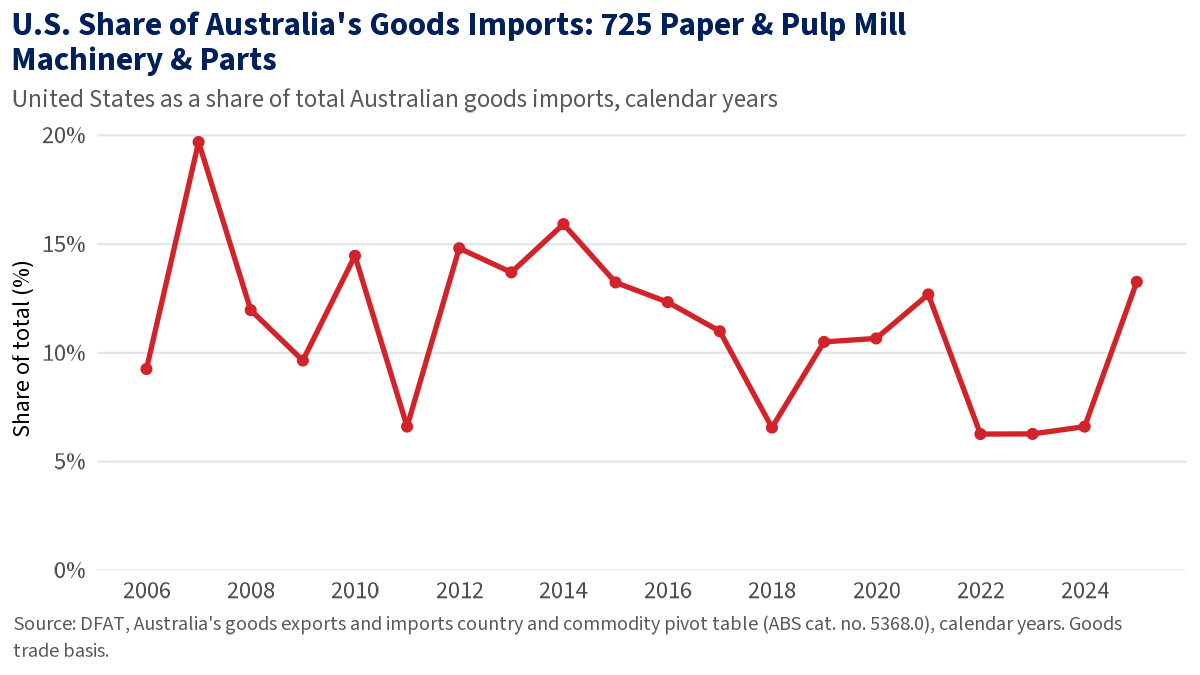 U.S. Share of Australia's Goods Imports: 725 Paper & Pulp Mill
Machinery & Parts
United States as a share of total Australian goods imports, calendar years
Share of total (%)
20%
15%
10%
5%
0%
2006 2008 2010 2012 2014 2016 2018 2020 2022 2024
Source: DFAT, Australia's goods exports and imports country and commodity pivot table (ABS cat. no. 5368.0), calendar years. Goods
trade basis.